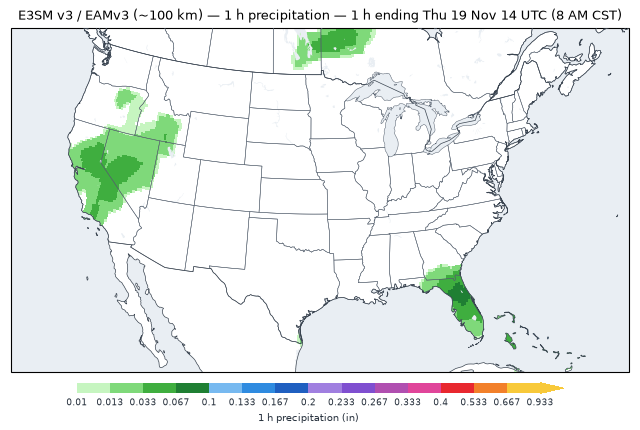 E3SM v3 / EAMv3 (~100 km) — 1 h precipitation — 1 h ending Thu 19 Nov 14 UTC (8 AM CST)
0.01 0.013 0.033 0.067 0.1 0.133 0.167 0.2 0.233 0.267 0.333 0.4 0.533 0.667 0.933
1 h precipitation (in)